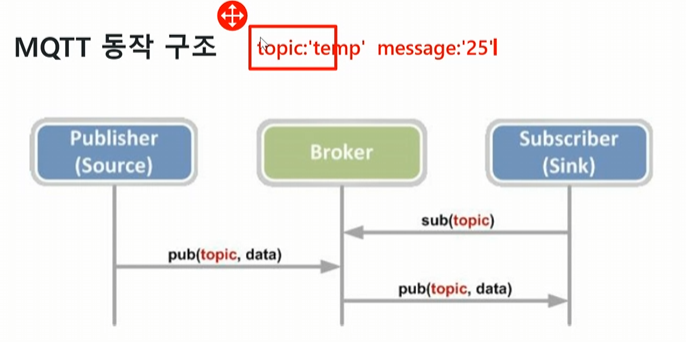 MQTT 동작 구조 topic:'temp' message:'25'
Publisher
(Source)
Broker
Subscriber
(Sink)
sub(topic)
pub(topic, data)
pub(topic, data)